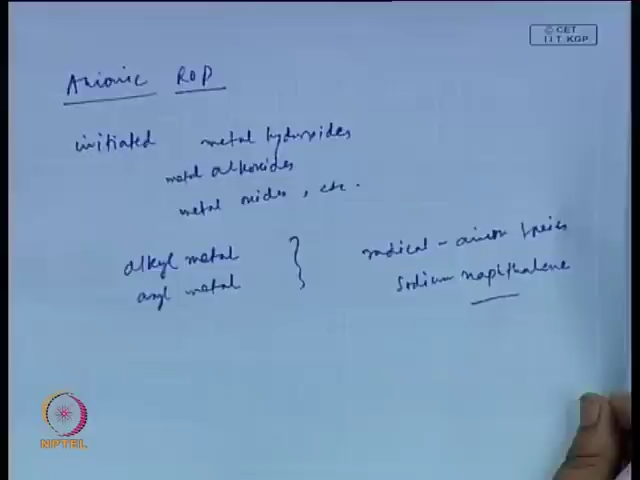 © CET
I.I.T. KGP
Anionic ROP
initiated metal hydroxides
metal alkoxides
metal oxides, etc.
alkyl metal
aryl metal
radical - anion species
sodium naphthalene
NPTEL